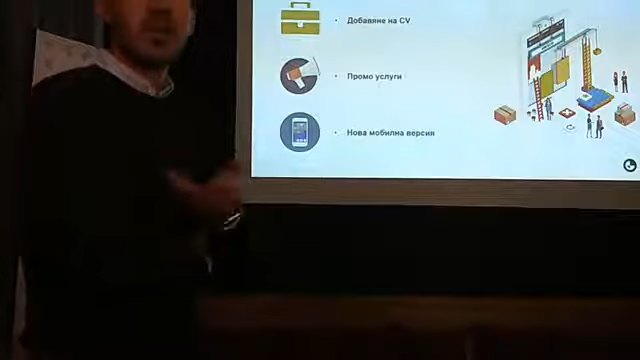 Добавяне на CV
Промо услуги
Нова мобилна версия